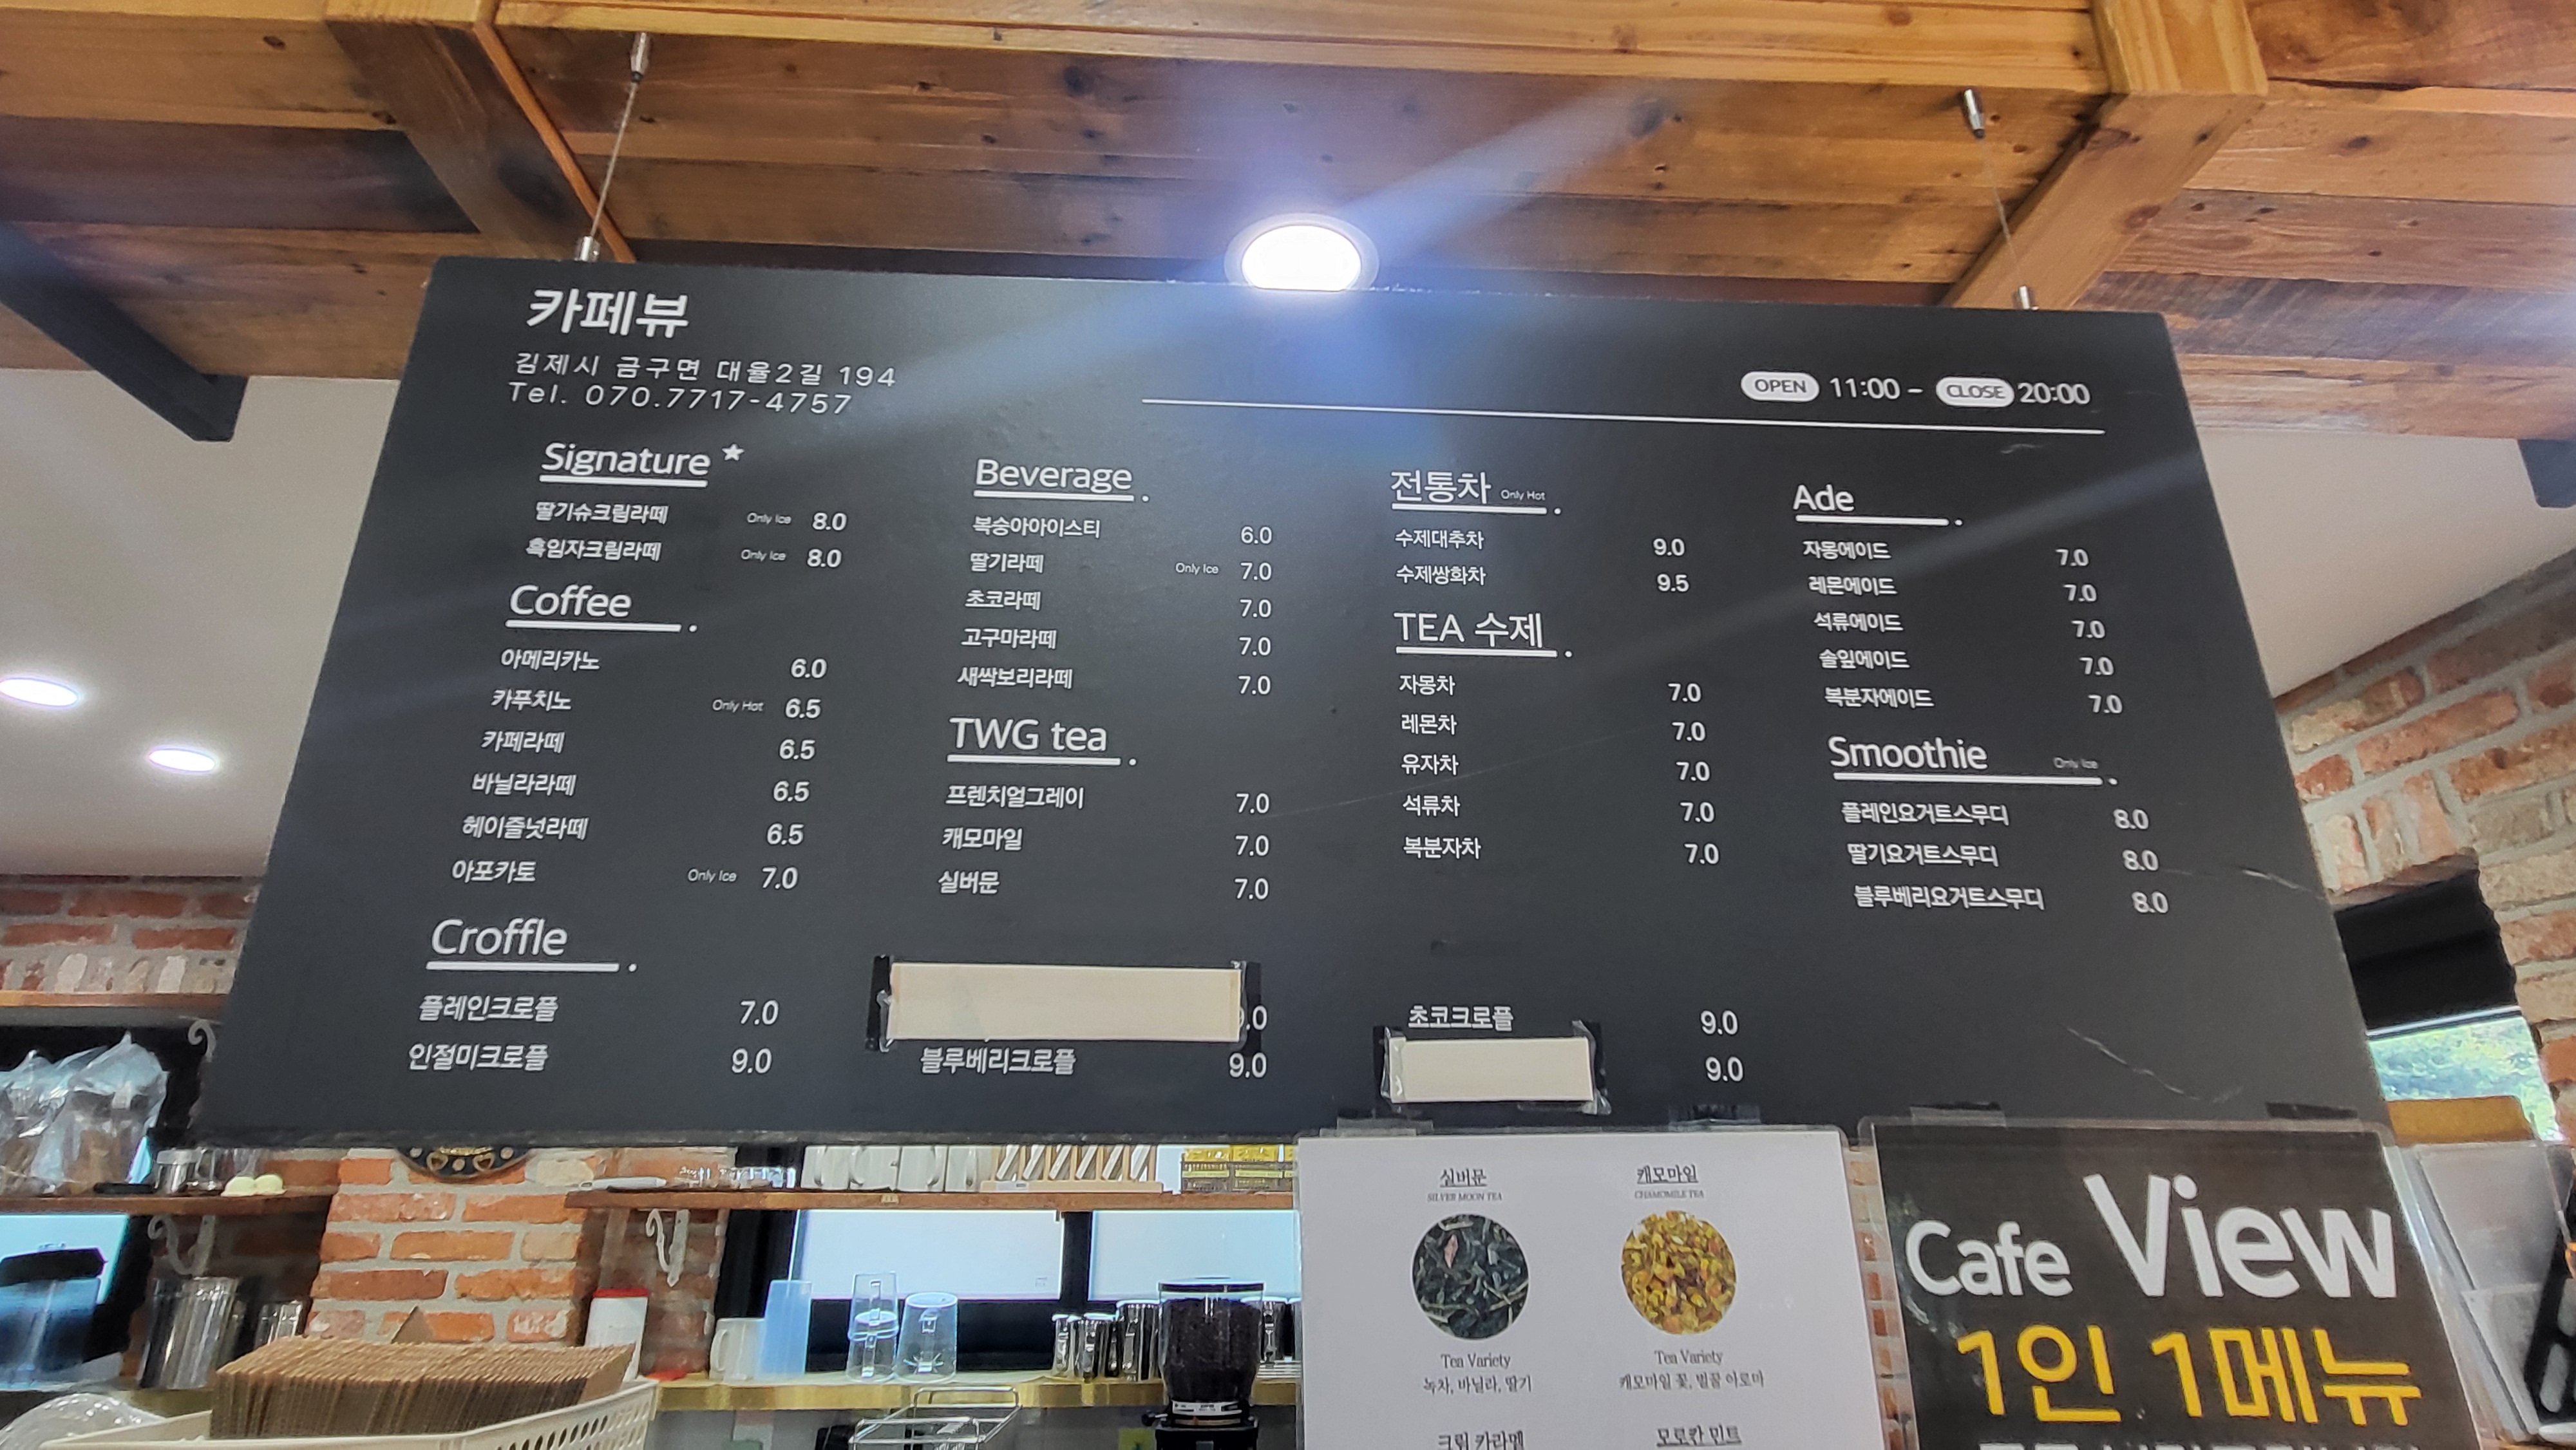 카페뷰
김제시 금구면 대율2길 194
Tel. 070.7717-4757
OPEN 11:00 - CLOSE 20:00
Signature ★
딸기슈크림라떼 Only Ice 8.0
흑임자크림라떼 Only Ice 8.0
Coffee
아메리카노 6.0
카푸치노 Only Hot 6.5
카페라떼 6.5
바닐라라떼 6.5
헤이즐넛라떼 6.5
아포카토 Only Ice 7.0
Beverage
복숭아아이스티 6.0
딸기라떼 Only Ice 7.0
초코라떼 7.0
고구마라떼 7.0
새싹보리라떼 7.0
TWG tea
프렌치얼그레이 7.0
캐모마일 7.0
실버문 7.0
전통차 Only Hot
수제대추차 9.0
수제쌍화차 9.5
TEA 수제
자몽차 7.0
레몬차 7.0
유자차 7.0
석류차 7.0
복분자차 7.0
Ade
자몽에이드 7.0
레몬에이드 7.0
석류에이드 7.0
솔잎에이드 7.0
복분자에이드 7.0
Smoothie Only Ice
플레인요거트스무디 8.0
딸기요거트스무디 8.0
블루베리요거트스무디 8.0
Croffle
플레인크로플 7.0
인절미크로플 9.0
.0
블루베리크로플 9.0
초코크로플 9.0
9.0
실버문
SILVER MOON TEA
Tea Variety
녹차, 바닐라, 딸기
크림 카라멜
캐모마일
CHAMOMILE TEA
Tea Variety
캐모마일 꽃, 벌꿀 아로마
모로칸 민트
Cafe View
1인 1메뉴